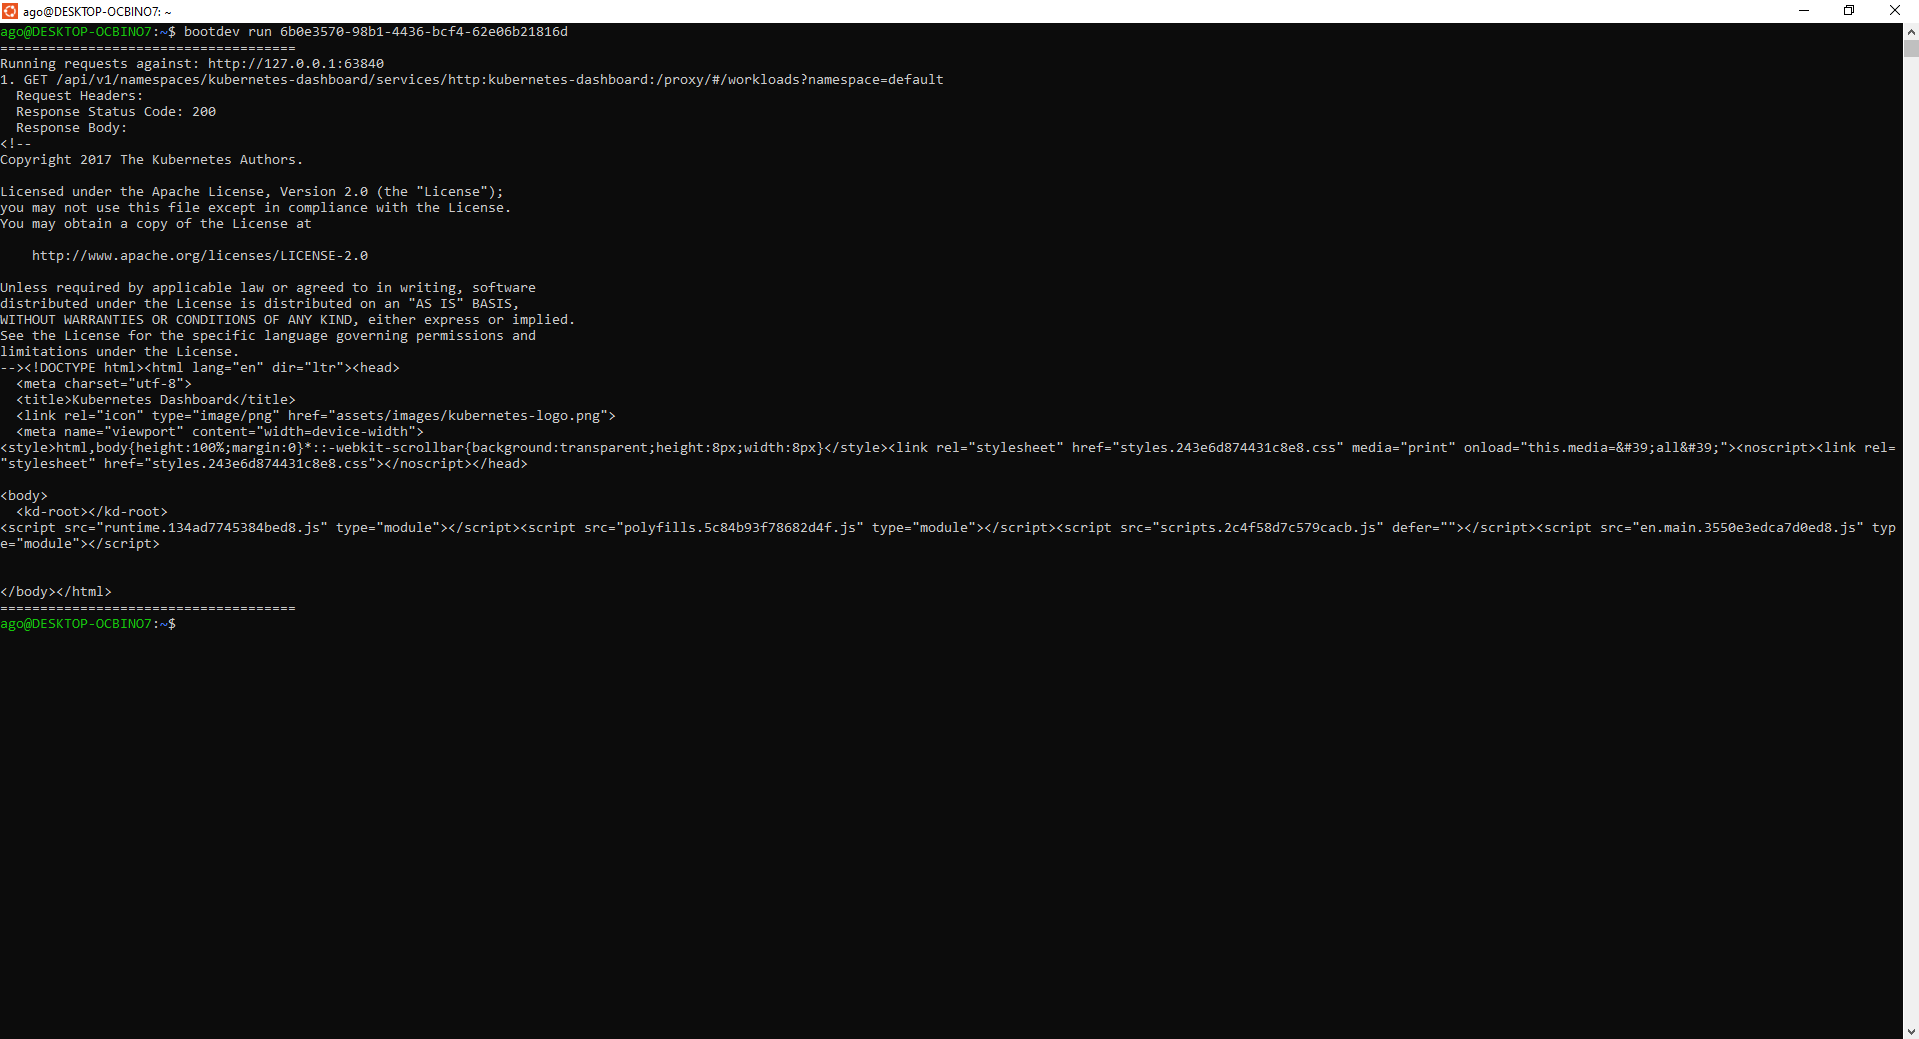 ago@DESKTOP-OCBINO7: ~
ago@DESKTOP-OCBINO7:~$ bootdev run 6b0e3570-98b1-4436-bcf4-62e06b21816d
=====================================
Running requests against: http://127.0.0.1:63840
1. GET /api/v1/namespaces/kubernetes-dashboard/services/http:kubernetes-dashboard:/proxy/#/workloads?namespace=default
  Request Headers:
  Response Status Code: 200
  Response Body:
<!--
Copyright 2017 The Kubernetes Authors.

Licensed under the Apache License, Version 2.0 (the "License");
you may not use this file except in compliance with the License.
You may obtain a copy of the License at

    http://www.apache.org/licenses/LICENSE-2.0

Unless required by applicable law or agreed to in writing, software
distributed under the License is distributed on an "AS IS" BASIS,
WITHOUT WARRANTIES OR CONDITIONS OF ANY KIND, either express or implied.
See the License for the specific language governing permissions and
limitations under the License.
--><!DOCTYPE html><html lang="en" dir="ltr"><head>
  <meta charset="utf-8">
  <title>Kubernetes Dashboard</title>
  <link rel="icon" type="image/png" href="assets/images/kubernetes-logo.png">
  <meta name="viewport" content="width=device-width">
<style>html,body{height:100%;margin:0}*::-webkit-scrollbar{background:transparent;height:8px;width:8px}</style><link rel="stylesheet" href="styles.243e6d874431c8e8.css" media="print" onload="this.media=&#39;all&#39;"><noscript><link rel=
"stylesheet" href="styles.243e6d874431c8e8.css"></noscript></head>

<body>
  <kd-root></kd-root>
<script src="runtime.134ad7745384bed8.js" type="module"></script><script src="polyfills.5c84b93f78682d4f.js" type="module"></script><script src="scripts.2c4f58d7c579cacb.js" defer=""></script><script src="en.main.3550e3edca7d0ed8.js" typ
e="module"></script>


</body></html>
=====================================
ago@DESKTOP-OCBINO7:~$